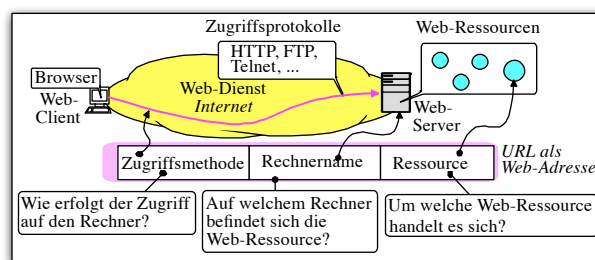 Zugriffsprotokolle
HTTP, FTP,
Telnet, ...
Web-Ressourcen
Browser
Web-
Client
Web-Dienst
Internet
Web-
Server
Zugriffsmethode
Rechnername
Ressource
URL als
Web-Adresse
Wie erfolgt der Zugriff
auf den Rechner?
Auf welchem Rechner
befindet sich die
Web-Ressource?
Um welche Web-Ressource
handelt es sich?